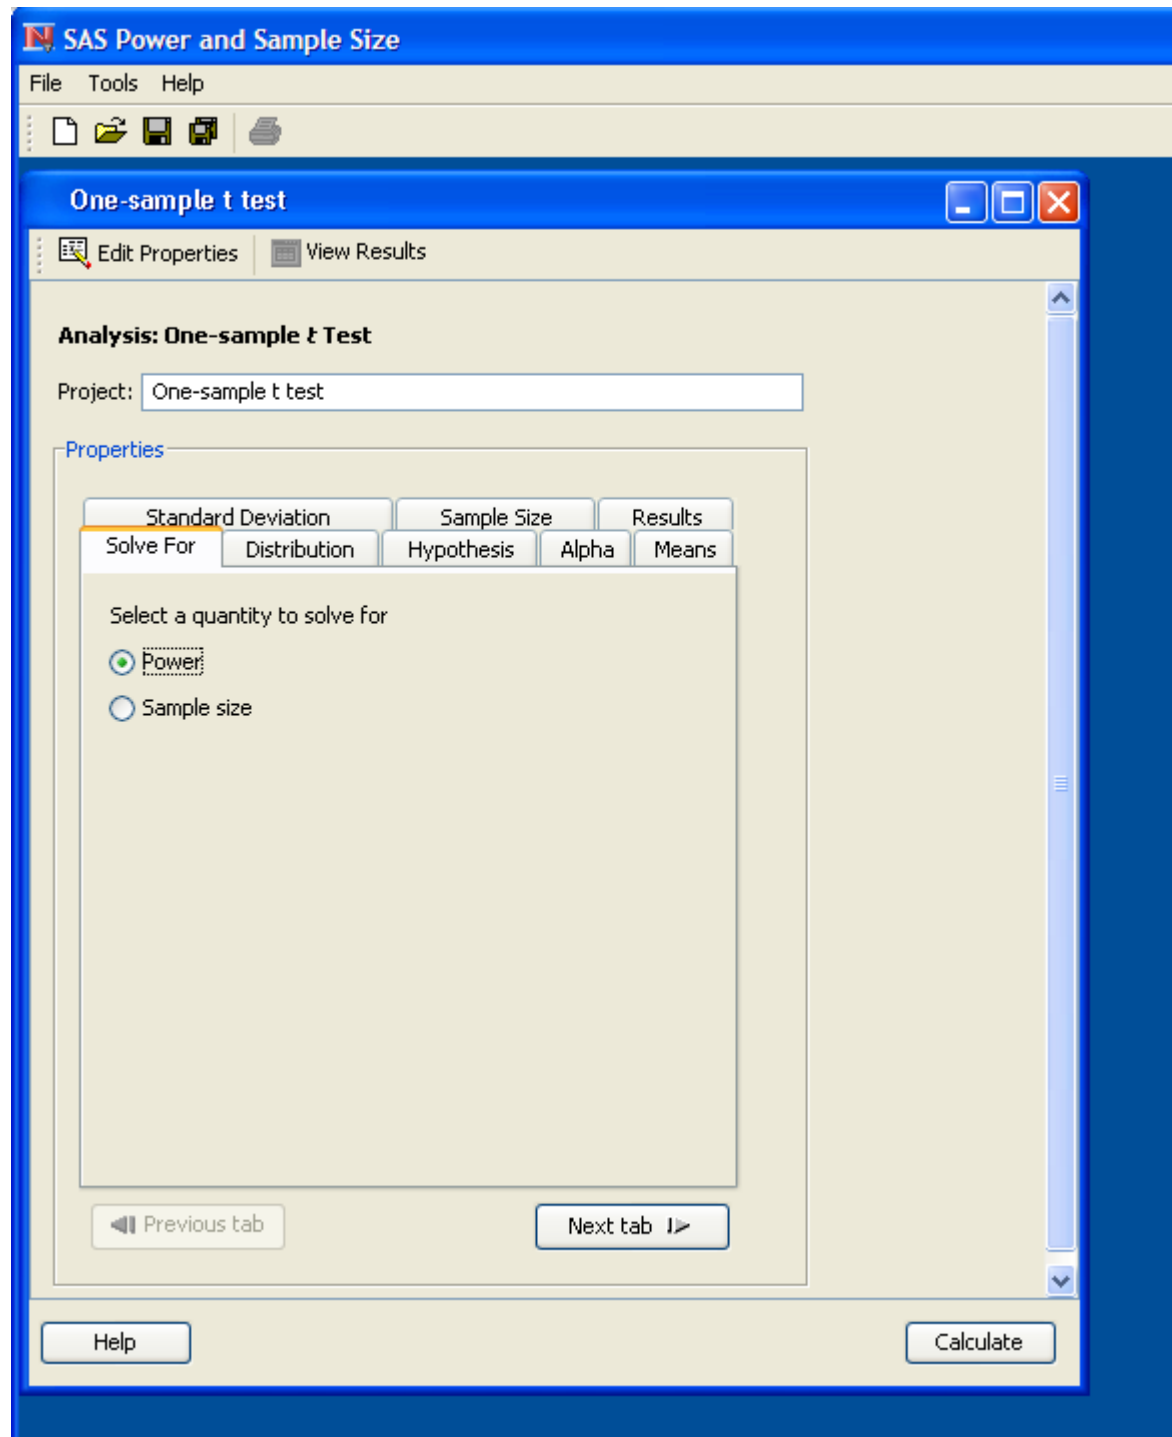 SAS Power and Sample Size
File Tools Help
One-sample t test
Edit Properties View Results
Analysis: One-sample t Test
Project: One-sample t test
Properties
Standard Deviation Sample Size Results
Solve For Distribution Hypothesis Alpha Means
Select a quantity to solve for
Power
Sample size
Previous tab Next tab
Help Calculate